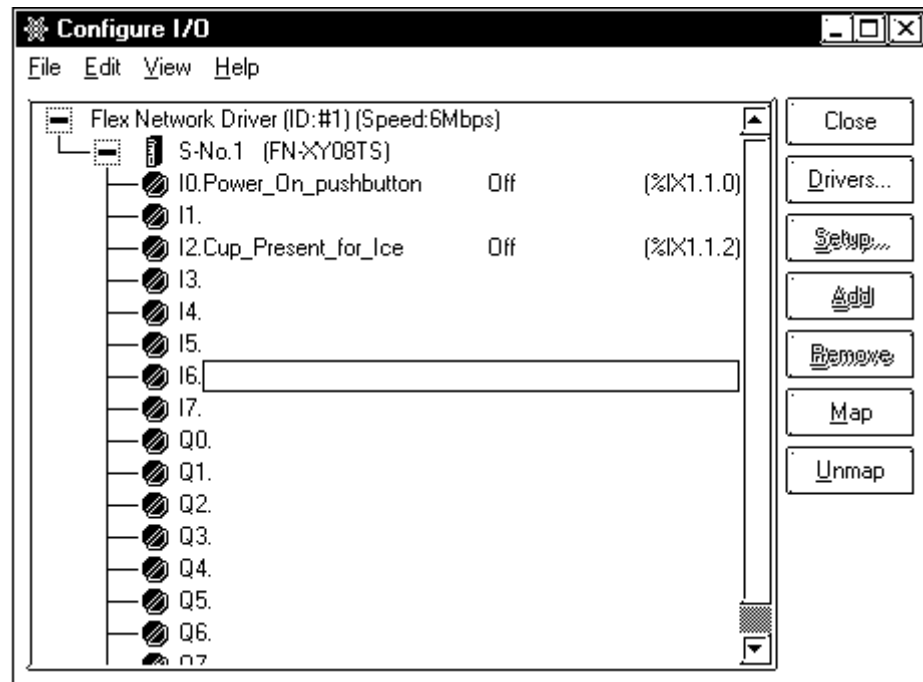 Configure I/O
File Edit View Help
Flex Network Driver (ID:#1) (Speed:6Mbps)
S-No.1 (FN-XY08TS)
I0.Power_On_pushbutton Off (%IX1.1.0)
I1.
I2.Cup_Present_for_Ice Off (%IX1.1.2)
I3.
I4.
I5.
I6.
I7.
Q0.
Q1.
Q2.
Q3.
Q4.
Q5.
Q6.
Q7.
Close
Drivers...
Setup...
Add
Remove
Map
Unmap